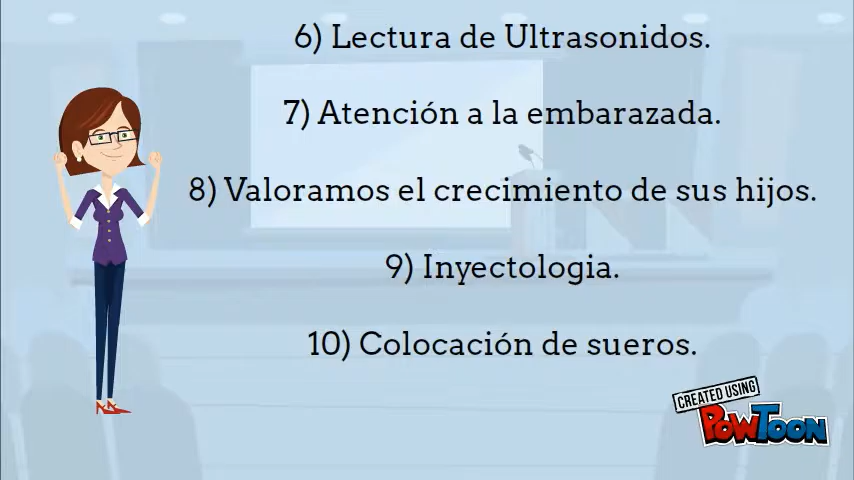 6) Lectura de Ultrasonidos.
7) Atención a la embarazada.
8) Valoramos el crecimiento de sus hijos.
9) Inyectologia.
10) Colocación de sueros.
CREATED USING
POWTOON